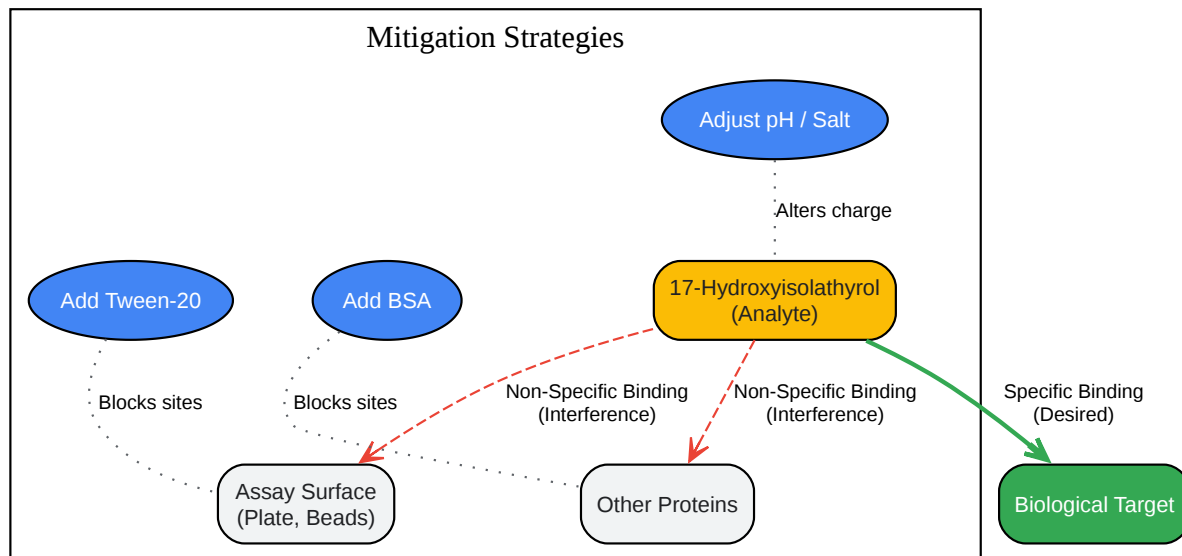 Mitigation Strategies
Adjust pH / Salt
Alters charge
Add Tween-20
Add BSA
17-Hydroxyisolathyrol
(Analyte)
Blocks sites
Blocks sites
Non-Specific Binding
(Interference)
Non-Specific Binding
(Interference)
Specific Binding
(Desired)
Assay Surface
(Plate, Beads)
Other Proteins
Biological Target